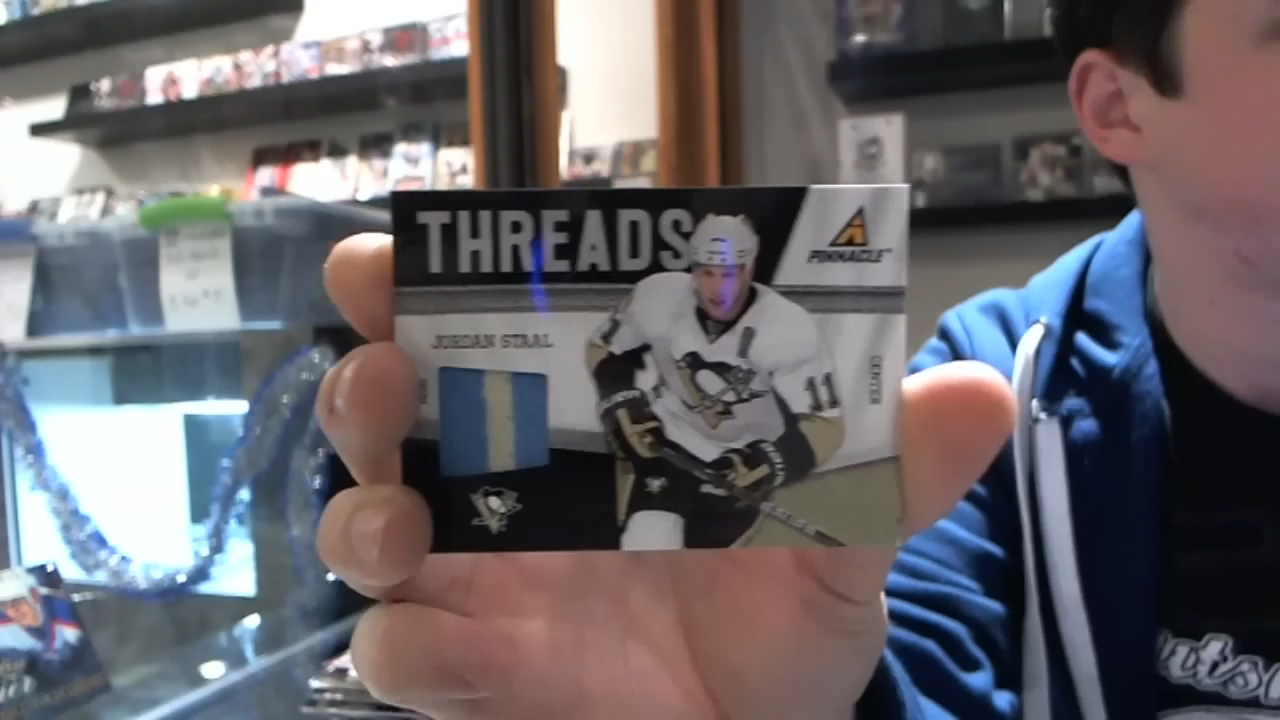 THREADS
PINNACLE
JORDAN STAAL
11
CENTER
11